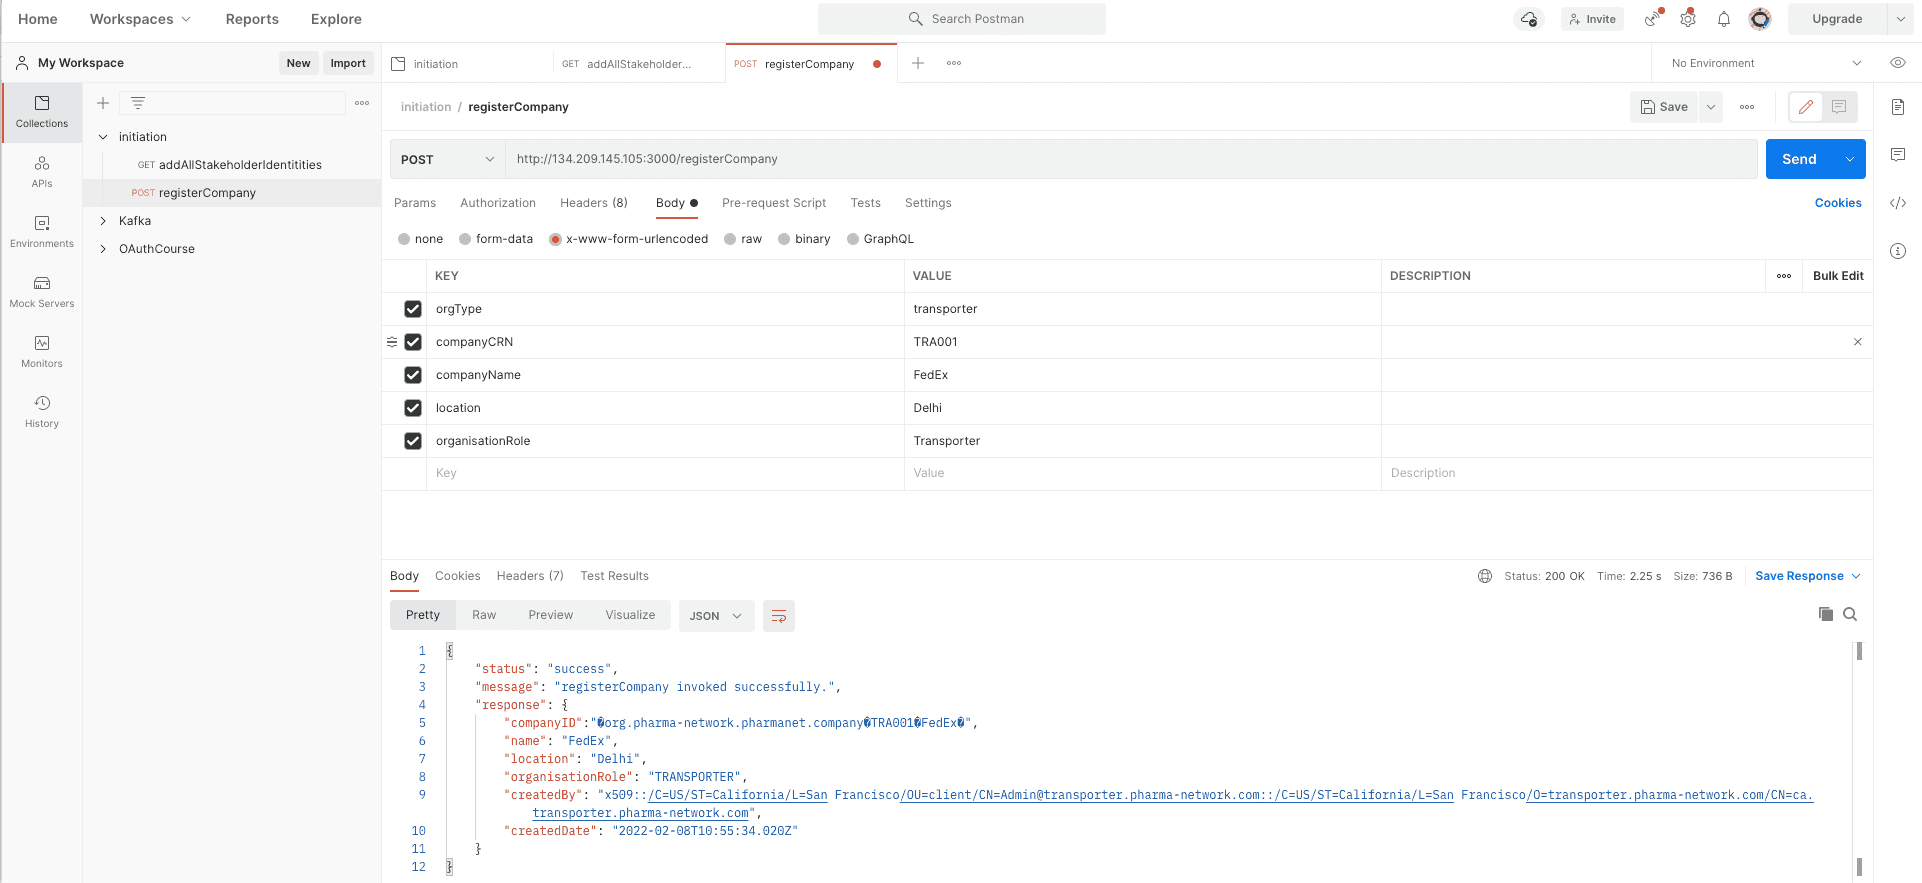 Home Workspaces Reports Explore Search Postman Invite Upgrade
My Workspace New Import initiation GET addAllStakeholder... POST registerCompany No Environment
Collections
APIs
Environments
Mock Servers
Monitors
History
initiation
GET addAllStakeholderIdentitities
POST registerCompany
Kafka
OAuthCourse
initiation / registerCompany Save
POST http://134.209.145.105:3000/registerCompany Send
Params Authorization Headers (8) Body Pre-request Script Tests Settings Cookies
none form-data x-www-form-urlencoded raw binary GraphQL
KEY VALUE DESCRIPTION Bulk Edit
orgType transporter
companyCRN TRA001
companyName FedEx
location Delhi
organisationRole Transporter
Key Value Description
Body Cookies Headers (7) Test Results Status: 200 OK Time: 2.25 s Size: 736 B Save Response
Pretty Raw Preview Visualize JSON
1 {
2 "status": "success",
3 "message": "registerCompany invoked successfully.",
4 "response": {
5 "companyID":"�org.pharma-network.pharmanet.company�TRA001�FedEx�",
6 "name": "FedEx",
7 "location": "Delhi",
8 "organisationRole": "TRANSPORTER",
9 "createdBy": "x509::/C=US/ST=California/L=San Francisco/OU=client/CN=Admin@transporter.pharma-network.com::/C=US/ST=California/L=San Francisco/O=transporter.pharma-network.com/CN=ca.
transporter.pharma-network.com",
10 "createdDate": "2022-02-08T10:55:34.020Z"
11 }
12 }